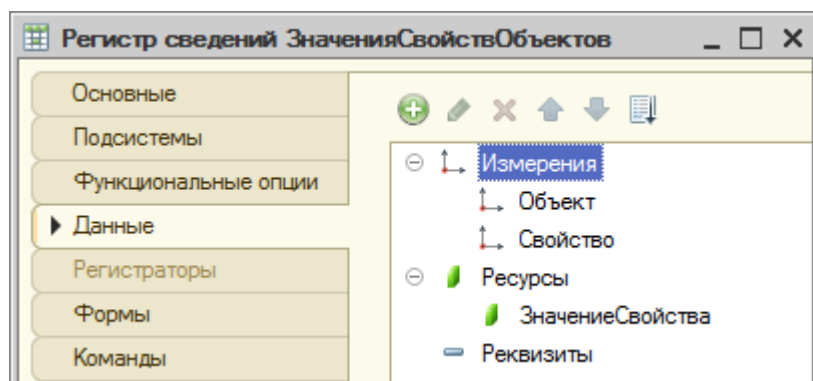 Регистр сведений ЗначенияСвойствОбъектов
Основные
Подсистемы
Функциональные опции
Данные
Регистраторы
Формы
Команды
Измерения
Объект
Свойство
Ресурсы
ЗначениеСвойства
Реквизиты